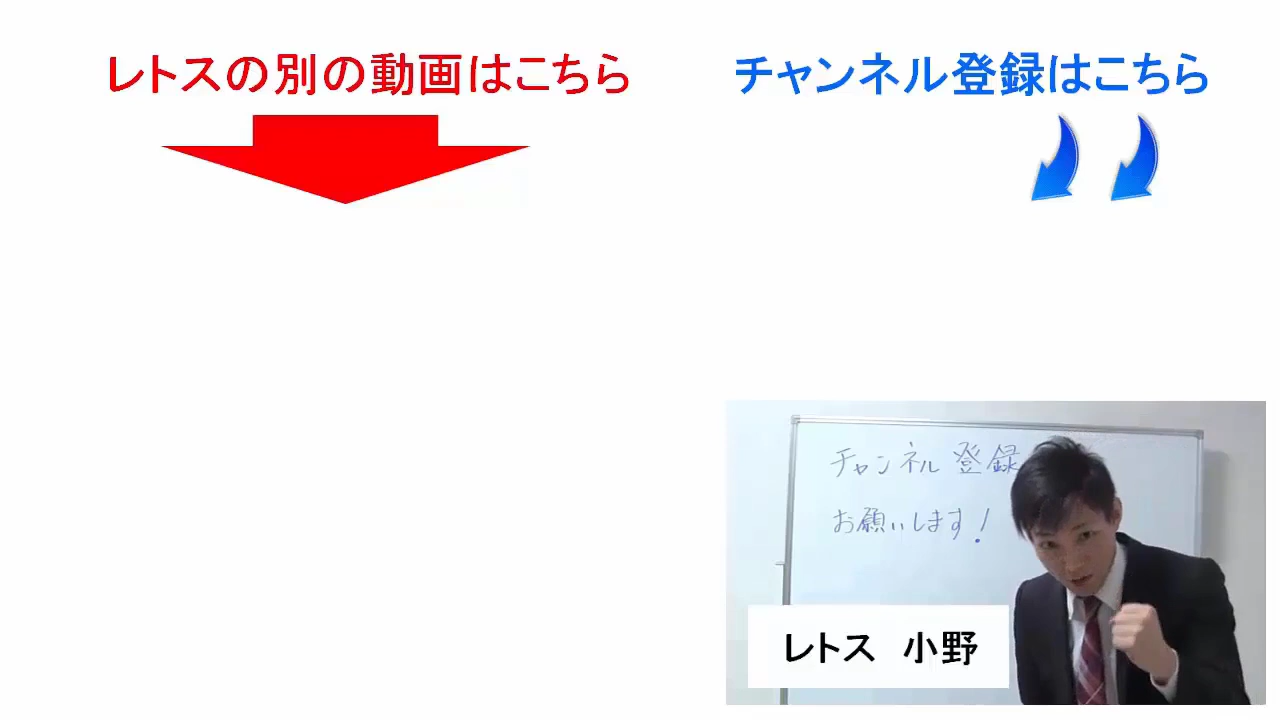 レトスの別の動画はこちら
チャンネル登録はこちら
チャンネル登録
お願いします!
レトス 小野